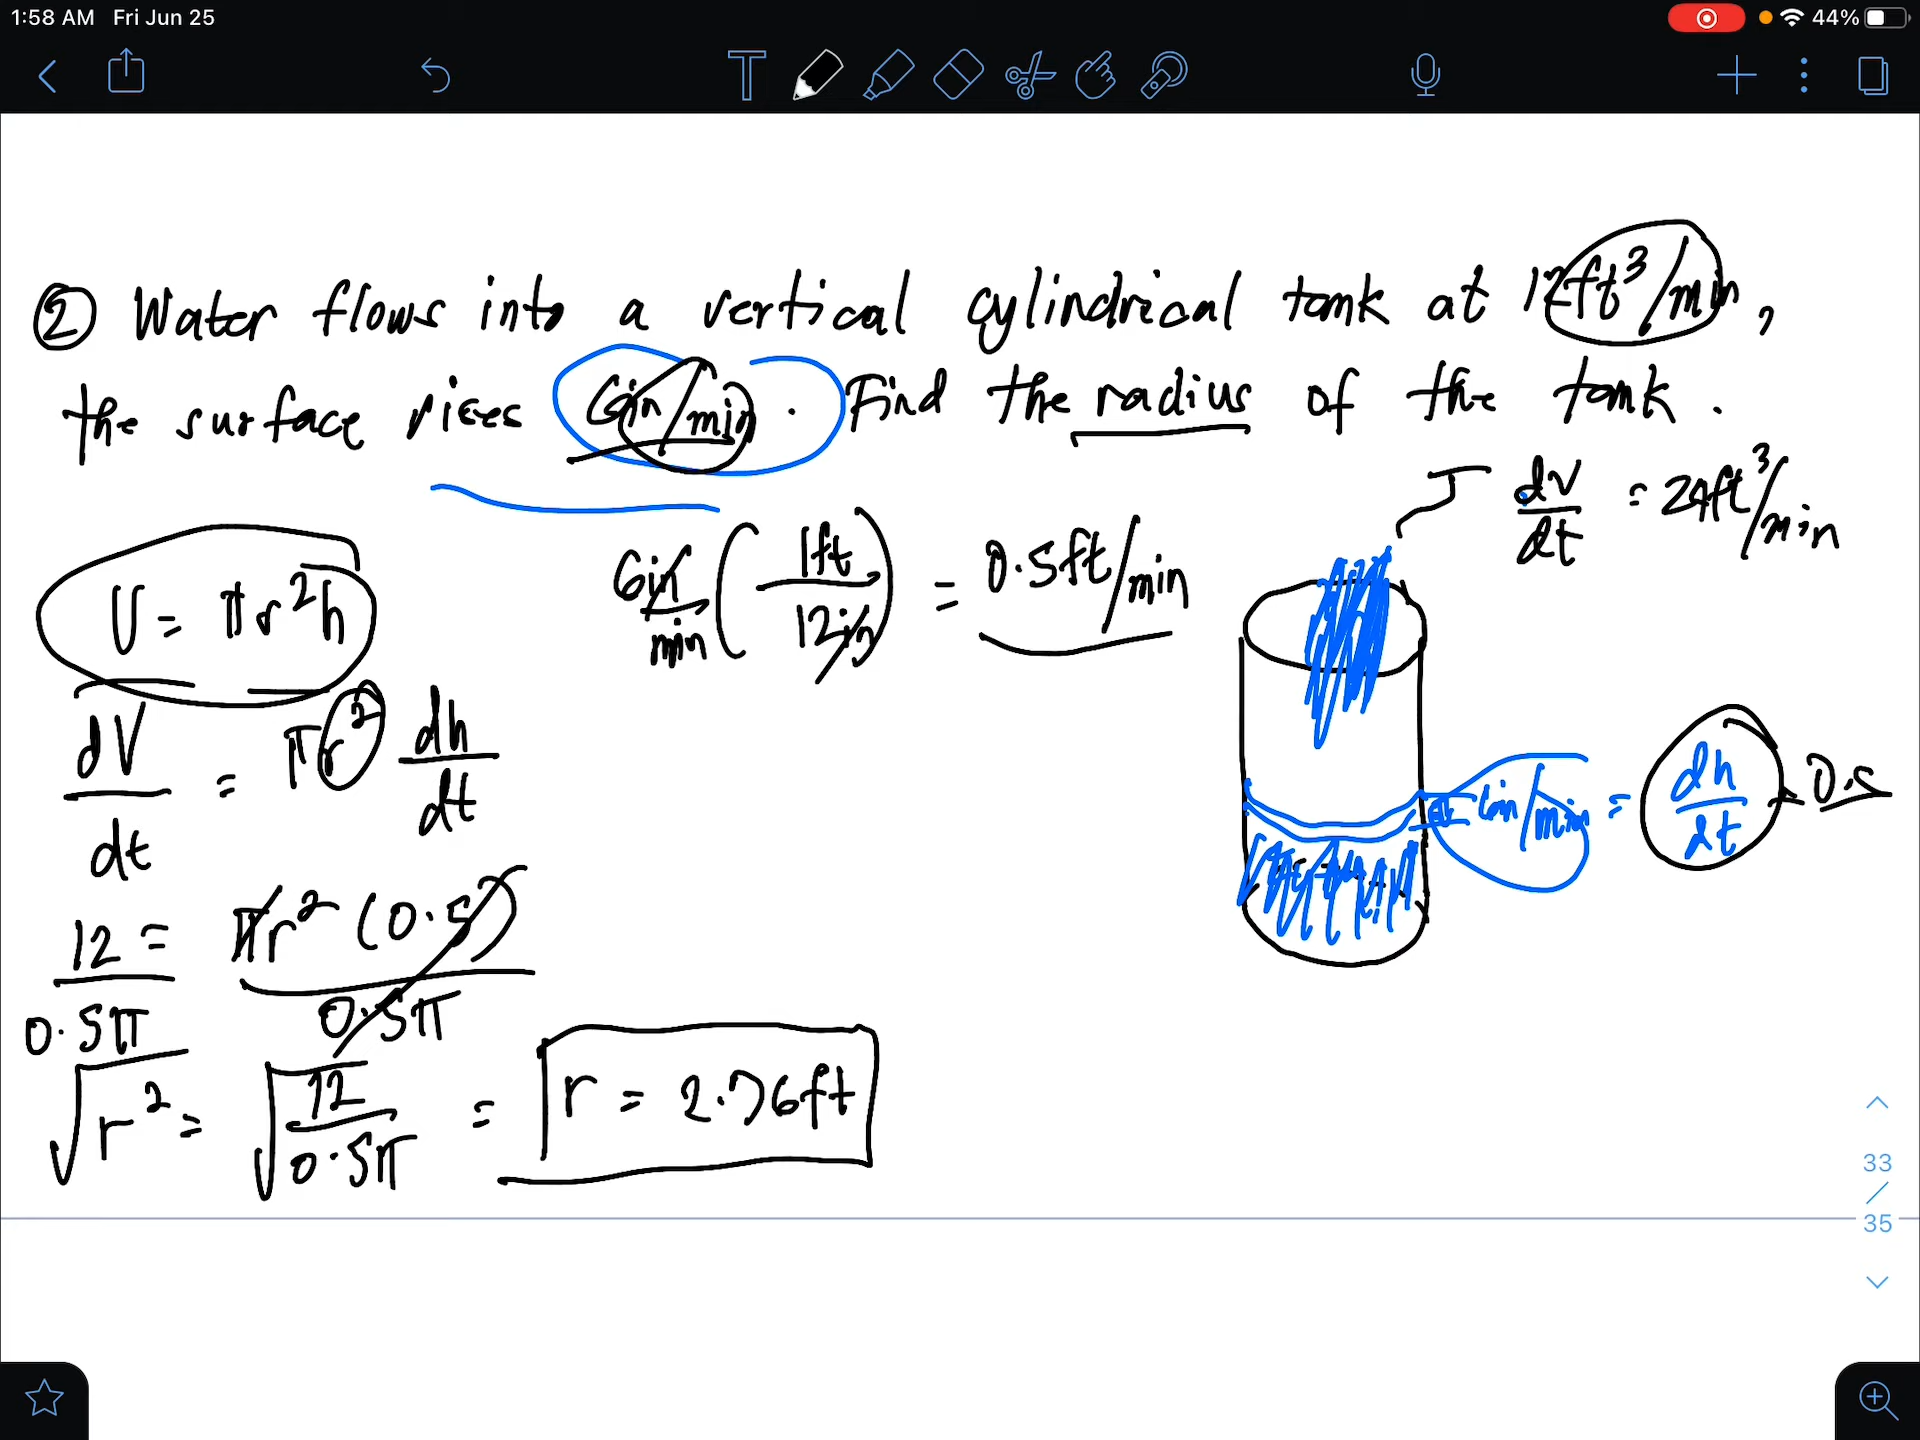 1:58 AM Fri Jun 25 44%
② Water flows into a vertical cylindrical tank at 12ft³/min,
the surface rises 6in/min. Find the radius of the tank.
dV/dt = 24ft³/min
V = πr²h
6in/min (1ft/12in) = 0.5ft/min
dV/dt = πr² dh/dt
6in/min = dh/dt = 0.5
12/0.5π = πr²(0.5)/0.5π
√r² = √12/0.5π = r = 2.76ft
33
/
35